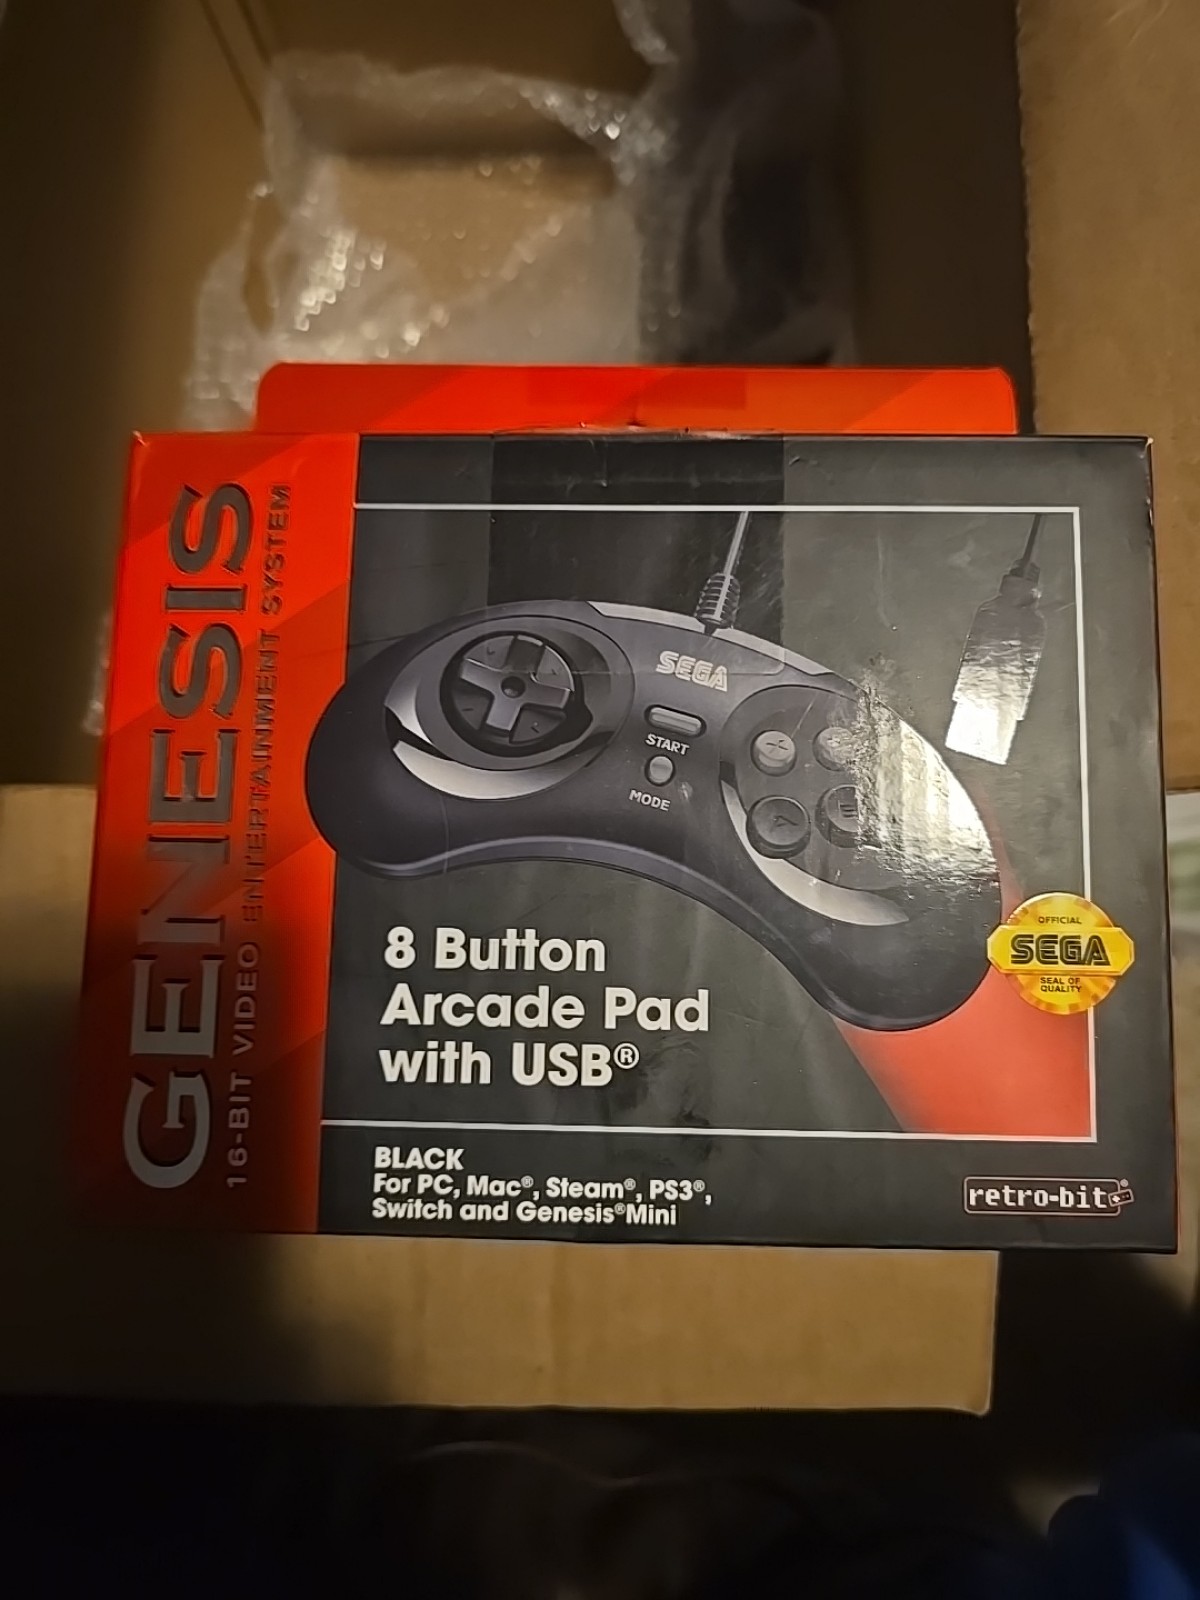 GENESIS
16-BIT VIDEO ENTERTAINMENT SYSTEM
SEGA
START
MODE
X
A
8 Button
Arcade Pad
with USB®
OFFICIAL
SEGA
SEAL OF
QUALITY
BLACK
For PC, Mac®, Steam®, PS3®,
Switch and Genesis®Mini
retro-bit®